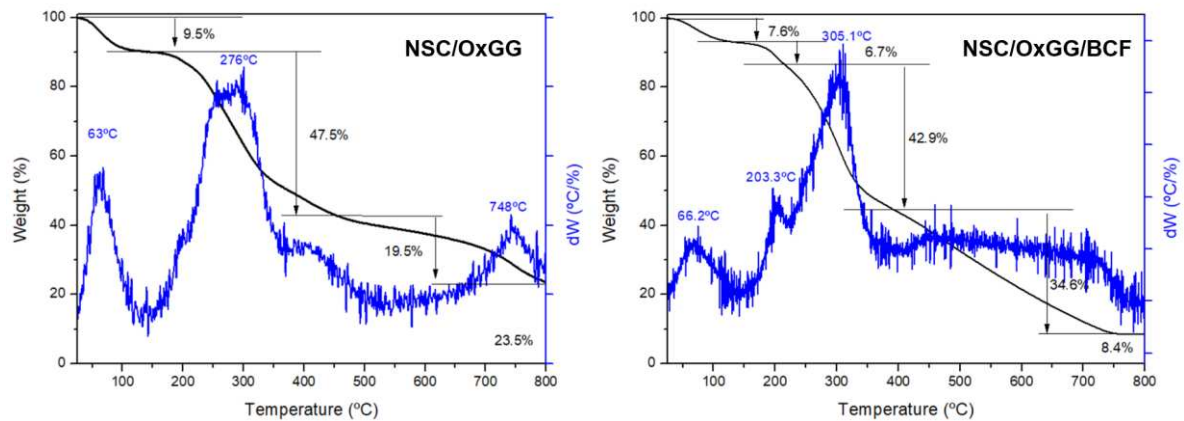 NSC/OxGG
100
80
60
40
20
0
Weight (%)
100 200 300 400 500 600 700 800
Temperature (ºC)
dW (ºC/%)
9.5%
276ºC
63ºC
47.5%
748ºC
19.5%
23.5%
NSC/OxGG/BCF
100
80
60
40
20
0
Weight (%)
100 200 300 400 500 600 700 800
Temperature (ºC)
dW (ºC/%)
7.6%
305.1ºC
6.7%
42.9%
203.3ºC
66.2ºC
34.6%
8.4%